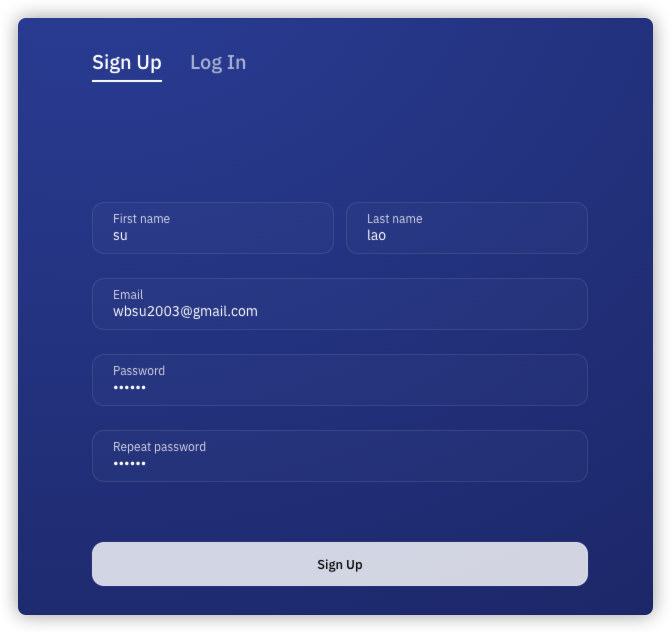 Sign Up Log In
First name Last name
su lao
Email
wbsu2003@gmail.com
Password
••••••
Repeat password
••••••
Sign Up